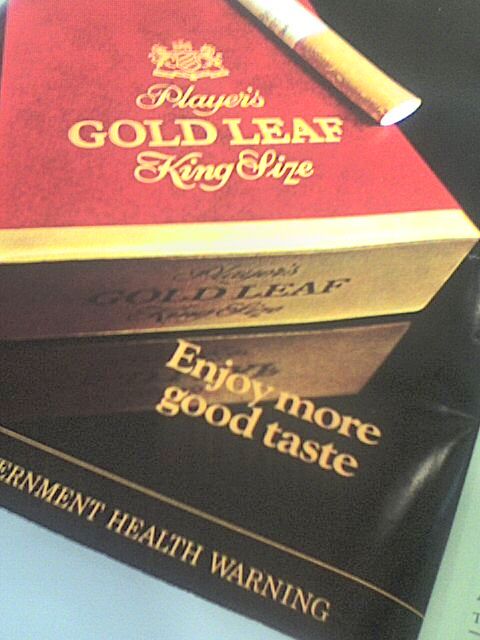 Player's
GOLD LEAF
King Size
Player's
GOLD LEAF
King Size
Enjoy more
good taste
ERNMENT HEALTH WARNING